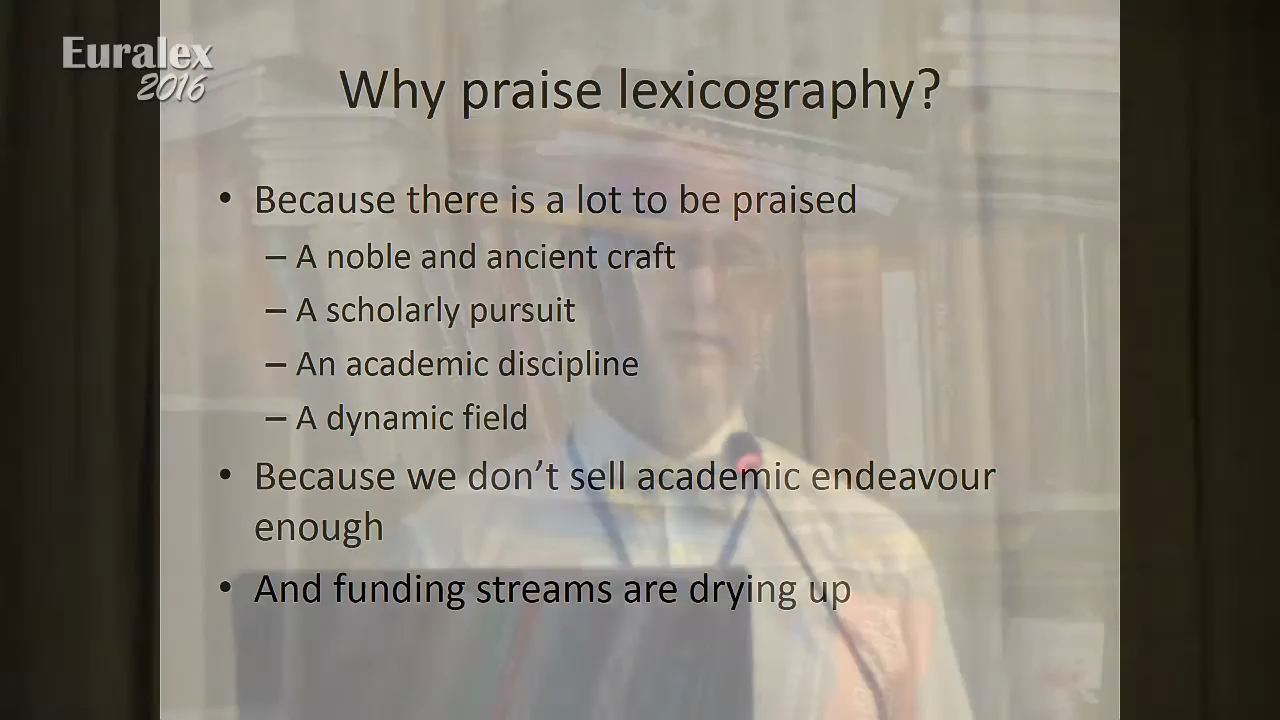 Euralex
2016
Why praise lexicography?
• Because there is a lot to be praised
– A noble and ancient craft
– A scholarly pursuit
– An academic discipline
– A dynamic field
• Because we don’t sell academic endeavour
enough
• And funding streams are drying up